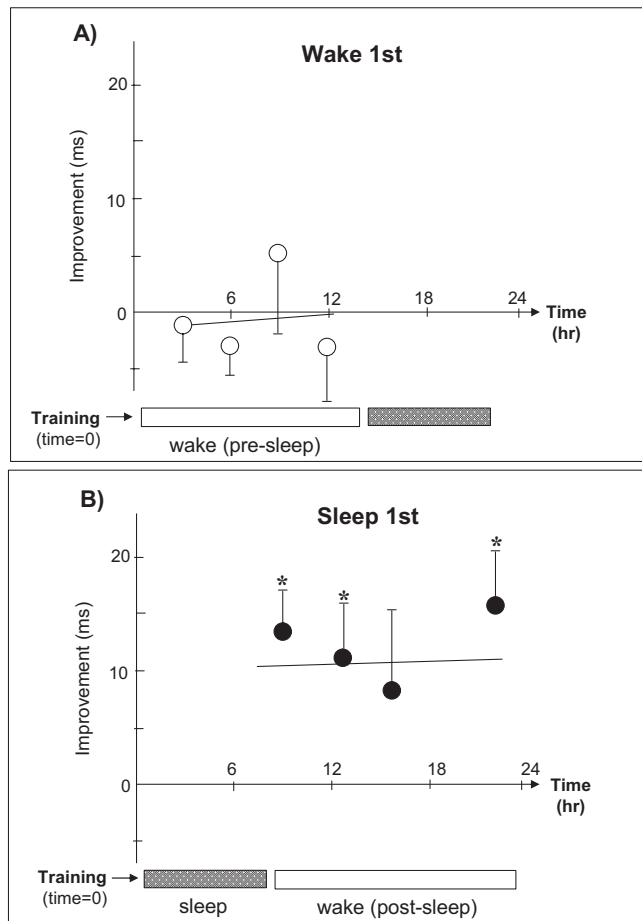 A)
Wake 1st
20
10
0
Improvement (ms)
6 12 18 24
Time
(hr)
Training
(time=0)
wake (pre-sleep)
B)
Sleep 1st
20
10
0
Improvement (ms)
* * *
6 12 18 24
Time
(hr)
Training
(time=0)
sleep wake (post-sleep)